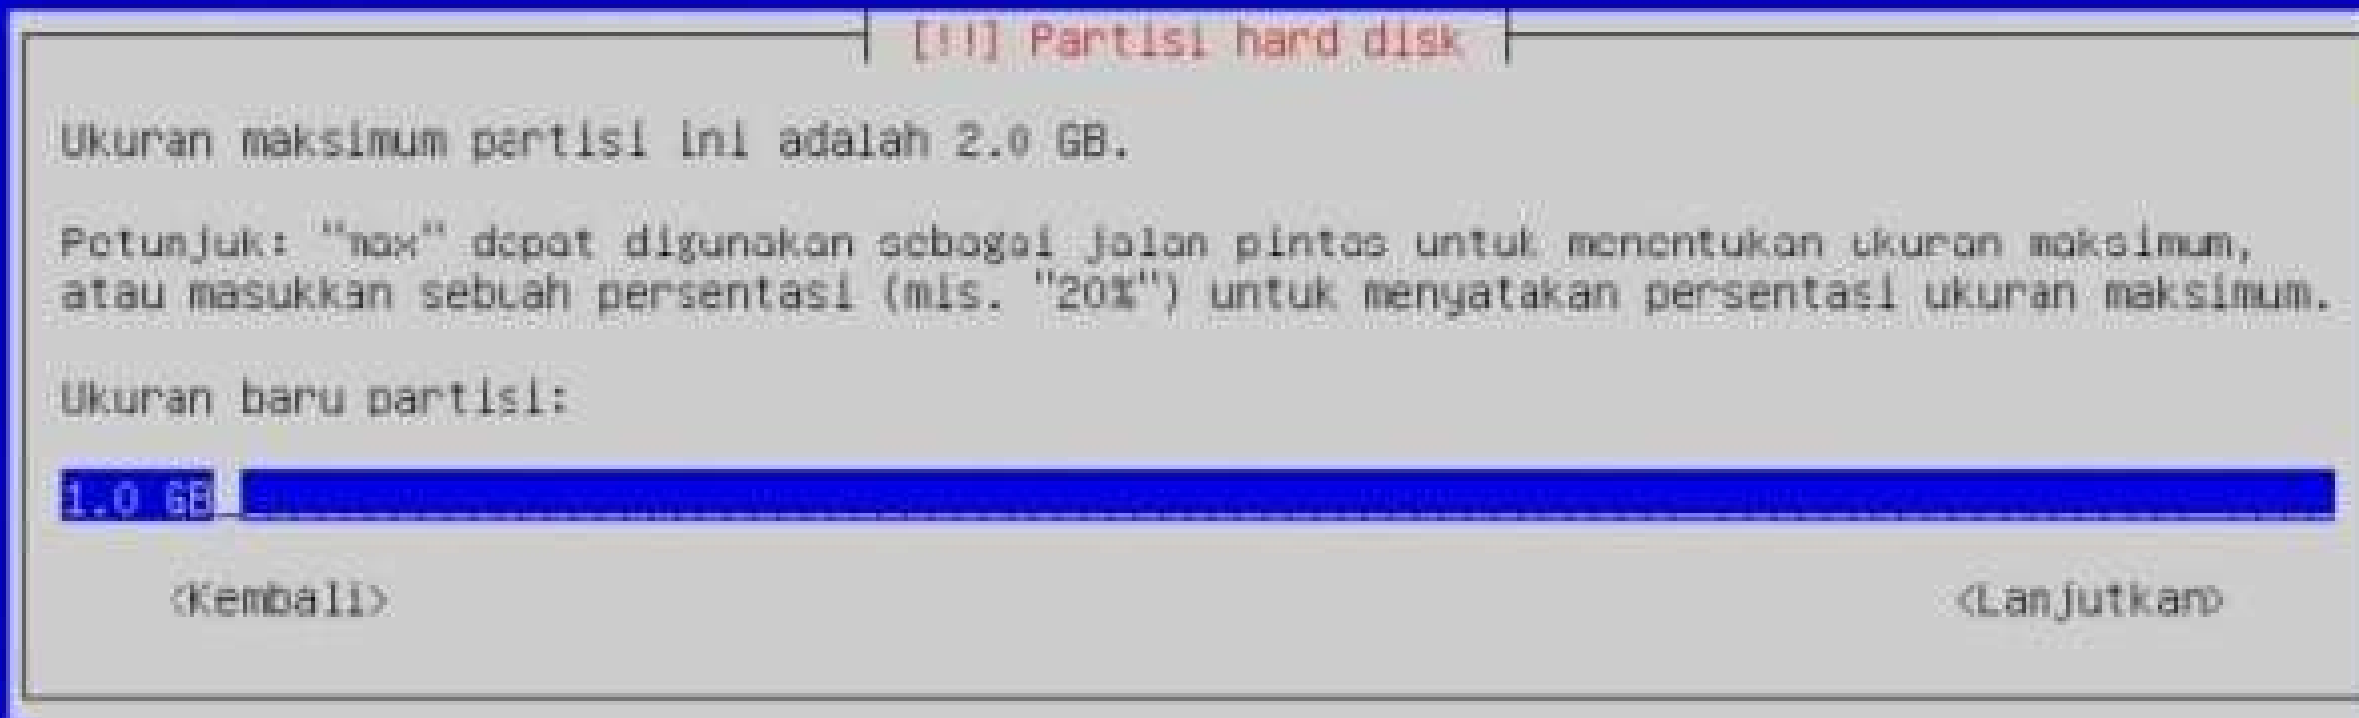 [!!] Partisi hard disk
Ukuran maksimum partisi ini adalah 2.0 GB.
Petunjuk: "max" dapat digunakan sebagai jalan pintas untuk menentukan ukuran maksimum,
atau masukkan sebuah persentasi (mis. "20%") untuk menyatakan persentasi ukuran maksimum.
Ukuran baru partisi:
1.0 GB
<Kembali> <Lanjutkan>